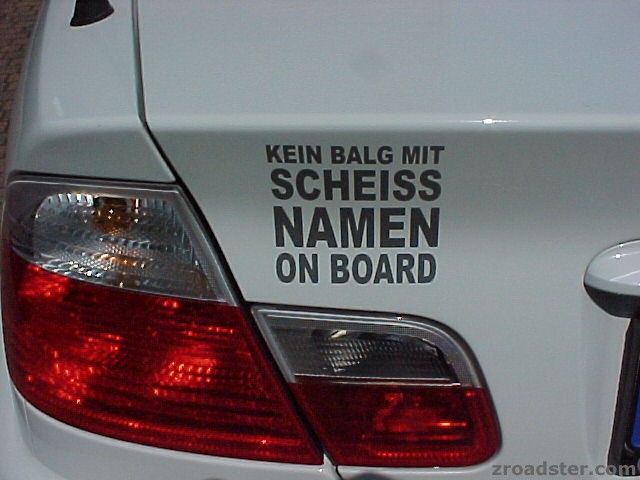 KEIN BALG MIT
SCHEISS
NAMEN
ON BOARD
zroadster.com